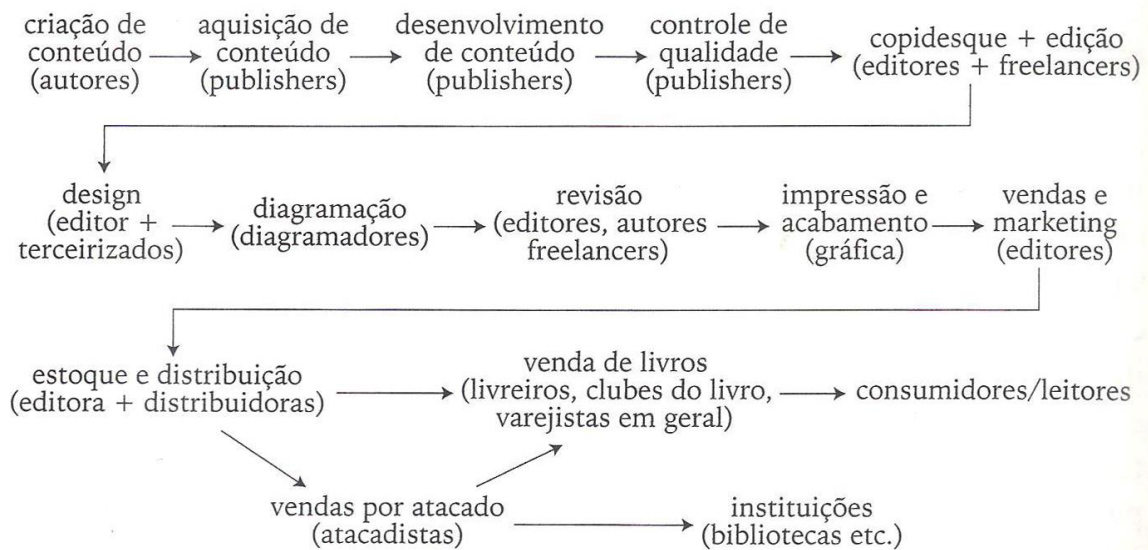 criação de
conteúdo
(autores)
aquisição de
conteúdo
(publishers)
desenvolvimento
de conteúdo
(publishers)
controle de
qualidade
(publishers)
copidesque + edição
(editores + freelancers)
design
(editor +
terceirizados)
diagramação
(diagramadores)
revisão
(editores, autores
freelancers)
impressão e
acabamento
(gráfica)
vendas e
marketing
(editores)
estoque e distribuição
(editora + distribuidoras)
venda de livros
(livreiros, clubes do livro,
varejistas em geral)
consumidores/leitores
vendas por atacado
(atacadistas)
instituições
(bibliotecas etc.)